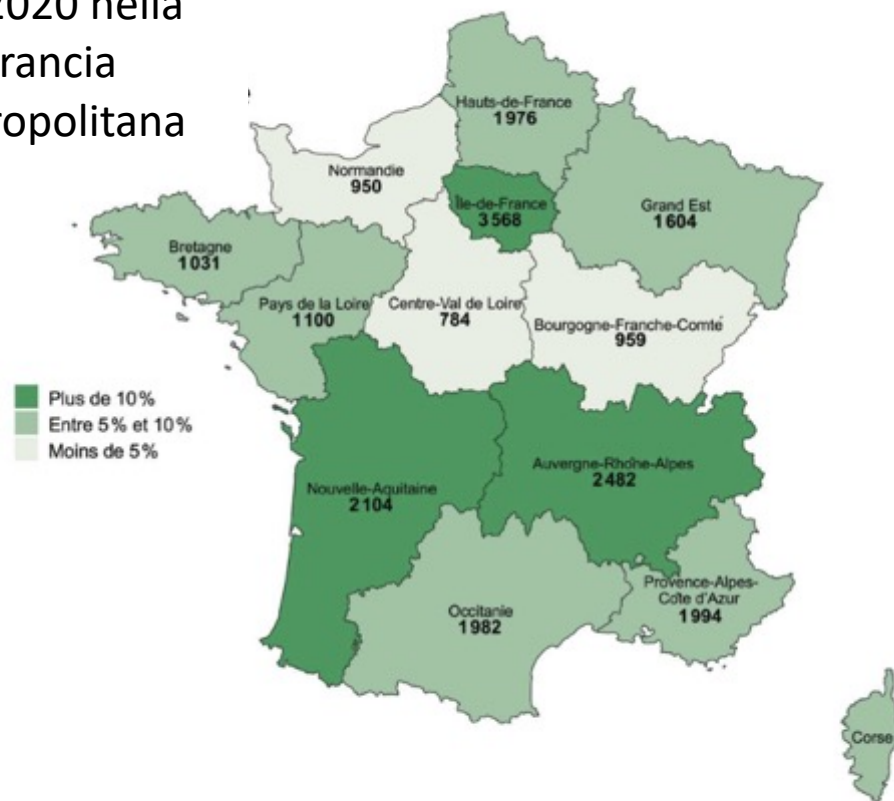 2020 nella
rancia
ropolitana
Hauts-de-France
1976
Normandie
950
Île-de-France
3568
Grand Est
1604
Bretagne
1031
Pays de la Loire
1100
Centre-Val de Loire
784
Bourgogne-Franche-Comté
959
Plus de 10%
Entre 5% et 10%
Moins de 5%
Auvergne-Rhône-Alpes
2482
Nouvelle-Aquitaine
2104
Provence-Alpes-
Côte d'Azur
1994
Occitanie
1982
Corse